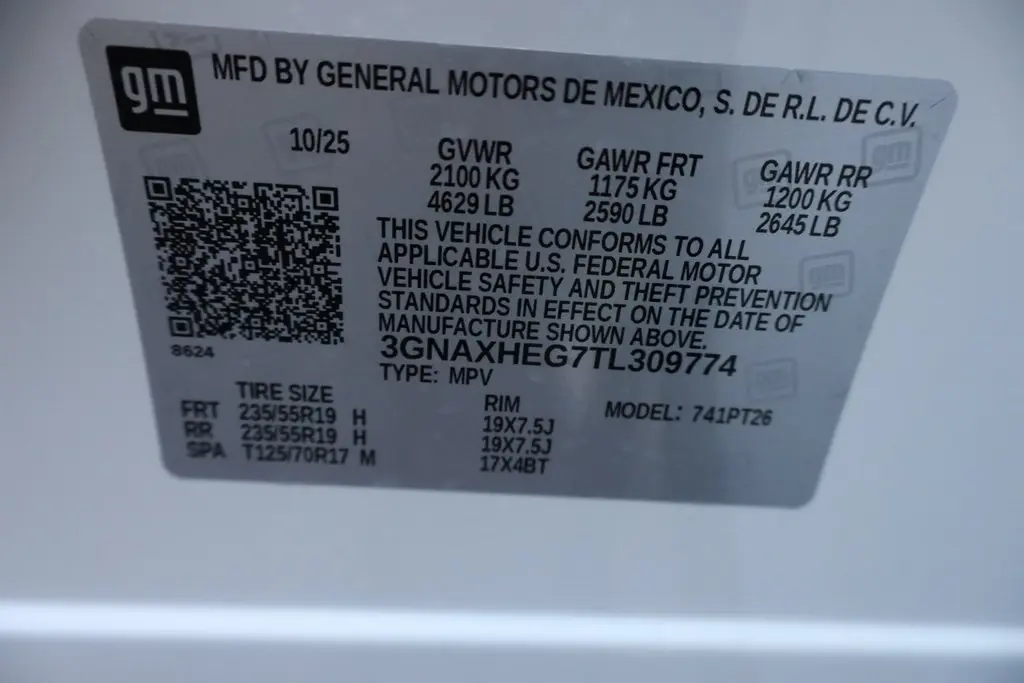 gm
MFD BY GENERAL MOTORS DE MEXICO, S. DE R.L. DE C.V.
10/25 GVWR GAWR FRT GAWR RR
2100 KG 1175 KG 1200 KG
4629 LB 2590 LB 2645 LB
THIS VEHICLE CONFORMS TO ALL
APPLICABLE U.S. FEDERAL MOTOR
VEHICLE SAFETY AND THEFT PREVENTION
STANDARDS IN EFFECT ON THE DATE OF
MANUFACTURE SHOWN ABOVE.
3GNAXHEG7TL309774
8624
TYPE: MPV
TIRE SIZE RIM MODEL: 741PT26
FRT 235/55R19 H 19X7.5J
RR 235/55R19 H 19X7.5J
SPA T125/70R17 M 17X4BT